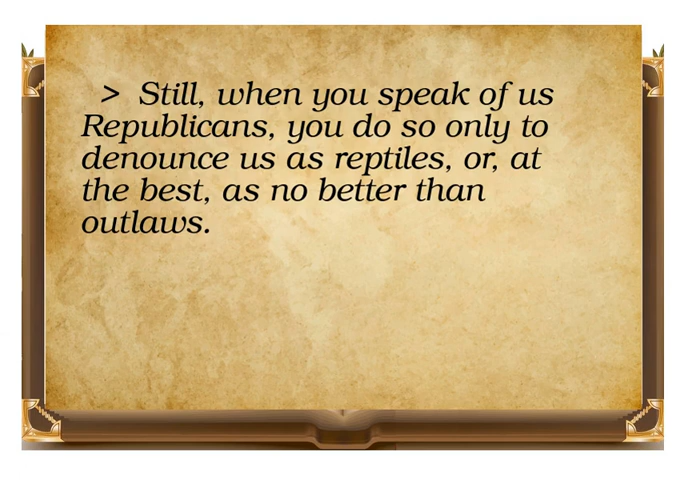 > Still, when you speak of us
Republicans, you do so only to
denounce us as reptiles, or, at
the best, as no better than
outlaws.